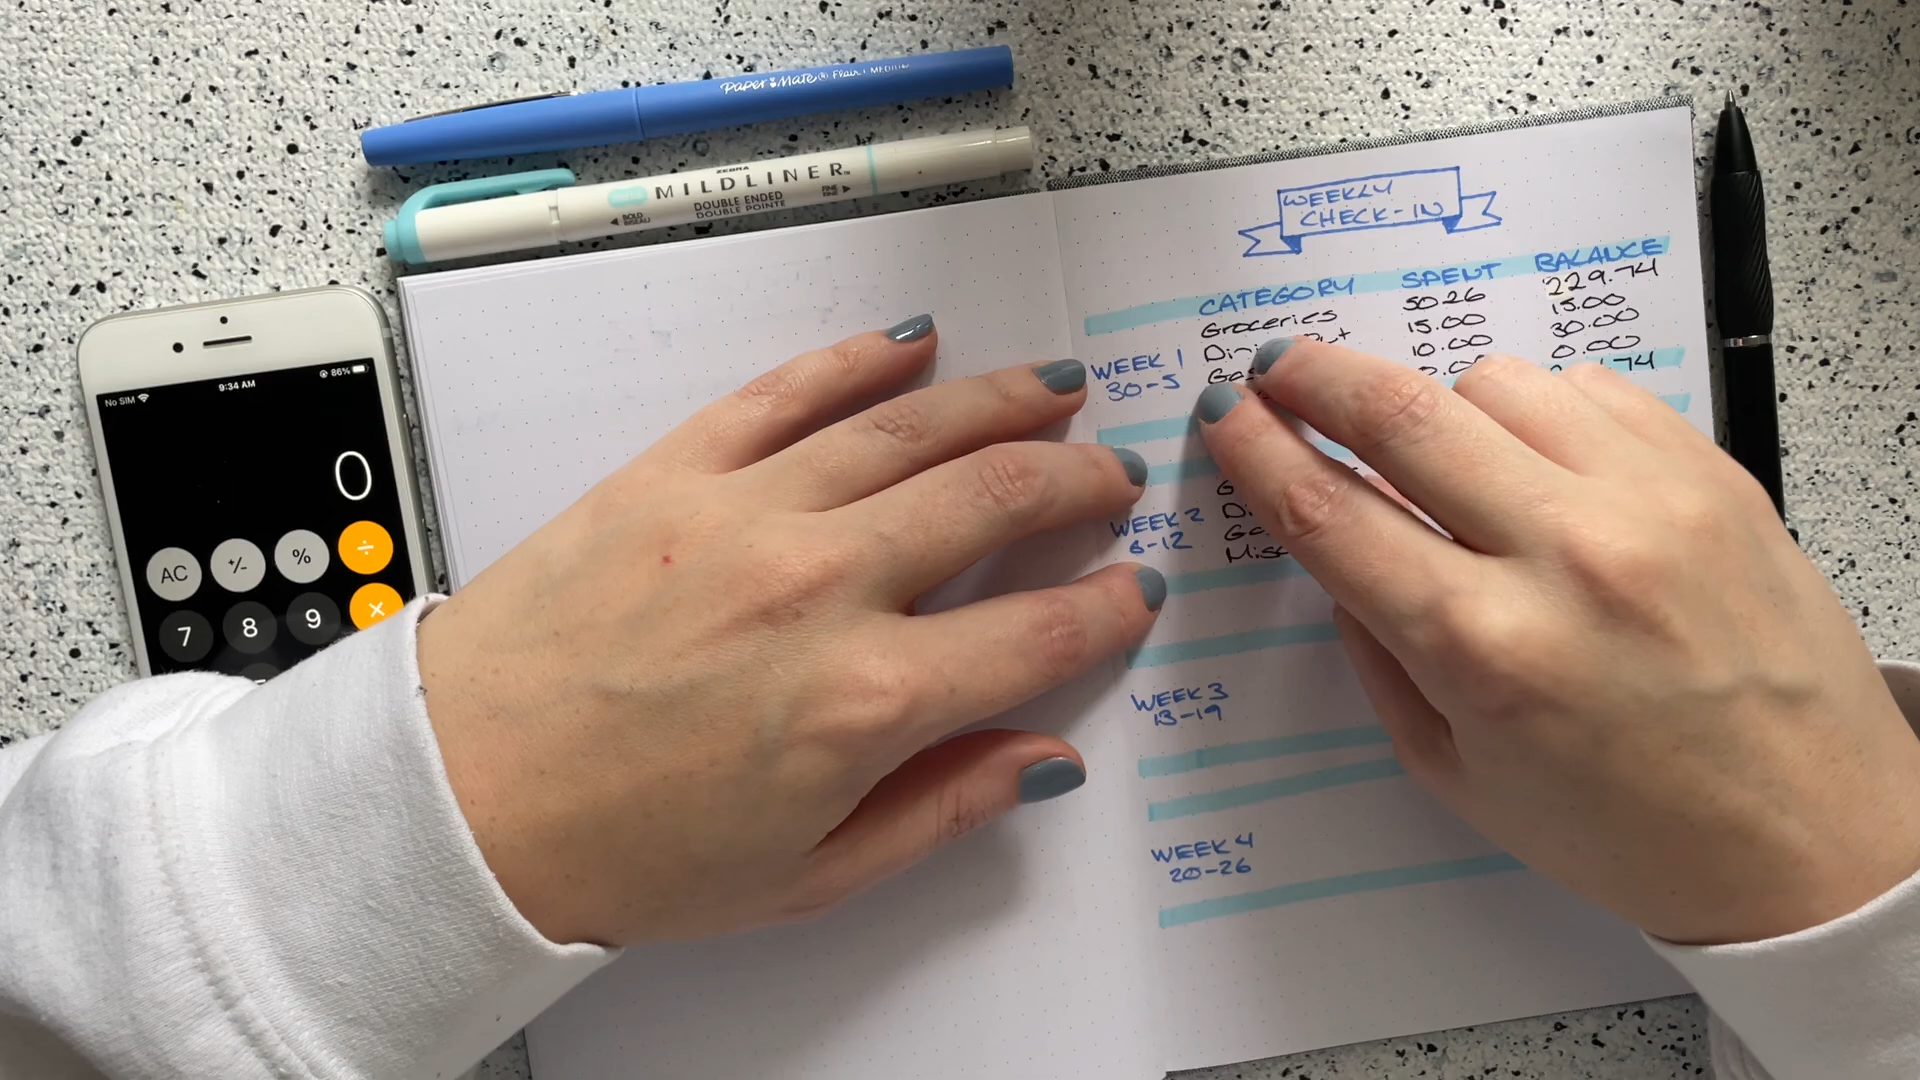 Paper Mate® Flair · MEDIUM
ZEBRA
MILDLINER™
DOUBLE ENDED
DOUBLE POINTE
BOLD
FINE
No SIM 9:34 AM 86%
0
AC +/- % ÷
7 8 9 ×
WEEKLY
CHECK-IN
CATEGORY SPENT BALANCE
Groceries 50.26 229.74
15.00 15.00
10.00 30.00
0.00
WEEK 1
30-5
WEEK 2
6-12
Misc
WEEK 3
13-19
WEEK 4
20-26